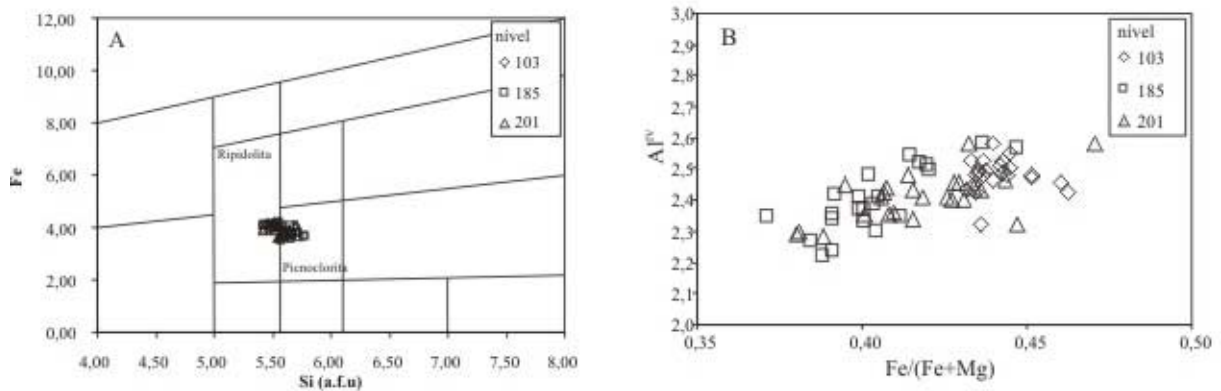 A
nível
103
185
201
12,00
10,00
8,00
6,00
4,00
2,00
0,00
Fe
Ripidolita
Picnoclorita
4,00 4,50 5,00 5,50 6,00 6,50 7,00 7,50 8,00
Si (a.f.u)
B
nível
103
185
201
3,0
2,9
2,8
2,7
2,6
2,5
2,4
2,3
2,2
2,1
2,0
Al^IV
0,35 0,40 0,45 0,50
Fe/(Fe+Mg)